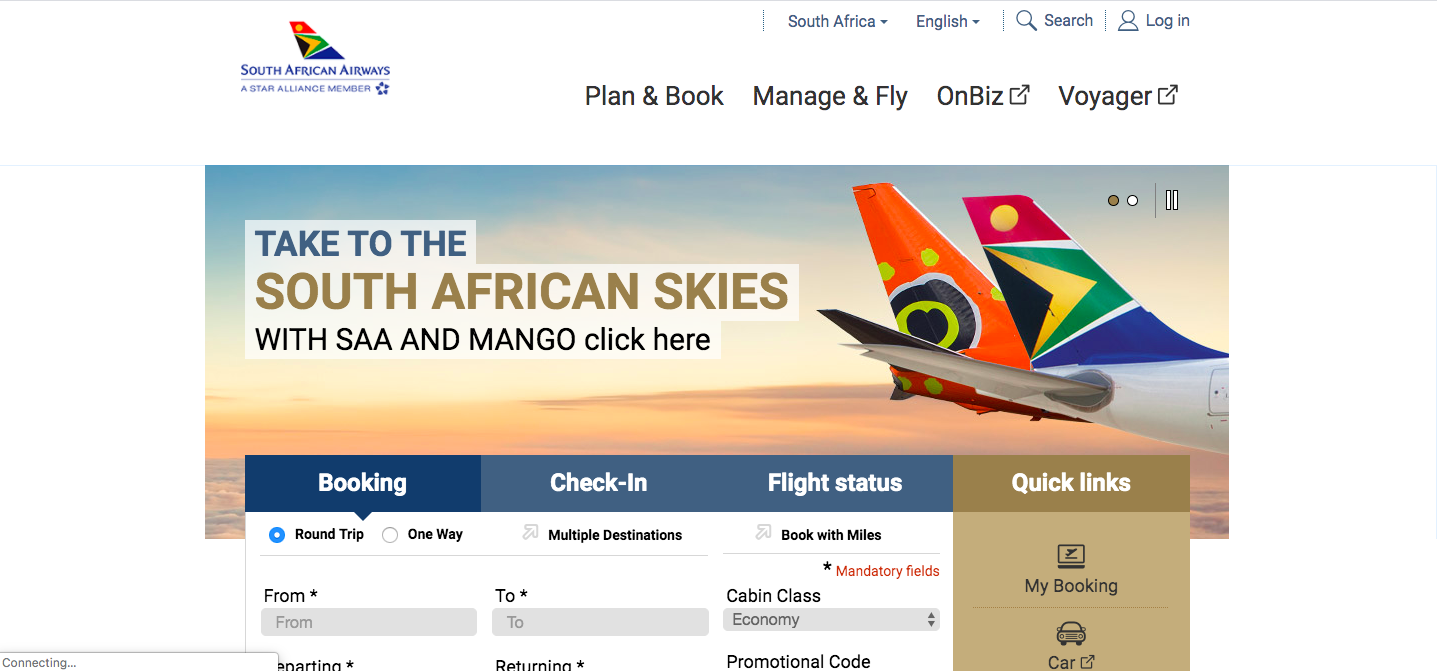 South Africa
English
Search
Log in
SOUTH AFRICAN AIRWAYS
A STAR ALLIANCE MEMBER
Plan & Book
Manage & Fly
OnBiz
Voyager
TAKE TO THE
SOUTH AFRICAN SKIES
WITH SAA AND MANGO click here
Booking
Check-In
Flight status
Quick links
Round Trip
One Way
Multiple Destinations
Book with Miles
* Mandatory fields
From *
To *
Cabin Class
From
To
Economy
My Booking
Car
eparting *
Returning *
Promotional Code
Connecting...